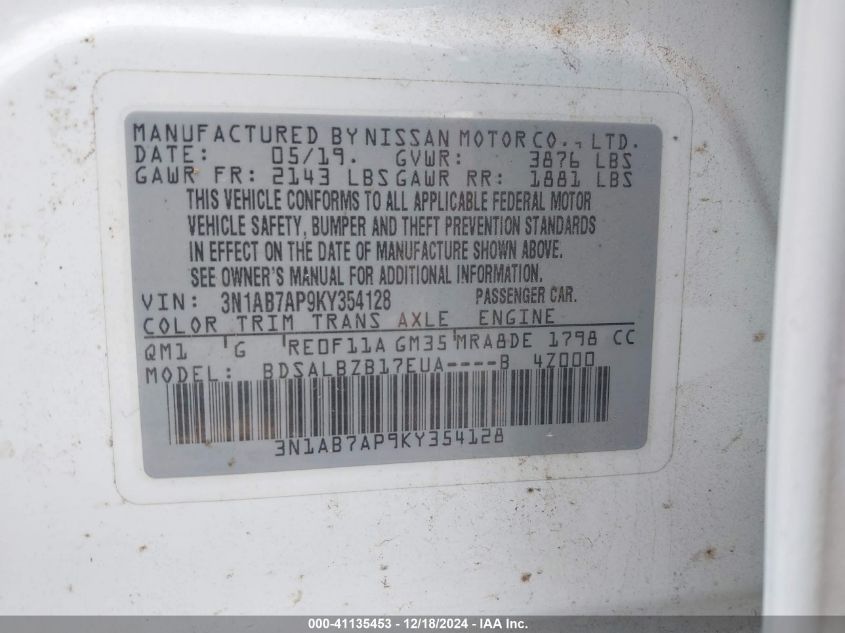 MANUFACTURED BY NISSAN MOTOR CO., LTD.
DATE: 05/19. GVWR: 3876 LBS
GAWR FR: 2143 LBS GAWR RR: 1881 LBS
THIS VEHICLE CONFORMS TO ALL APPLICABLE FEDERAL MOTOR
VEHICLE SAFETY, BUMPER AND THEFT PREVENTION STANDARDS
IN EFFECT ON THE DATE OF MANUFACTURE SHOWN ABOVE.
SEE OWNER'S MANUAL FOR ADDITIONAL INFORMATION.
VIN: 3N1AB7AP9KY354128 PASSENGER CAR.
COLOR TRIM TRANS AXLE ENGINE
QM1 G RE0F11A GM35 MRA8DE 1798 CC
MODEL: BDSALBZB17EUA----B 4Z000
3N1AB7AP9KY354128
000-41135453 - 12/18/2024 - IAA Inc.